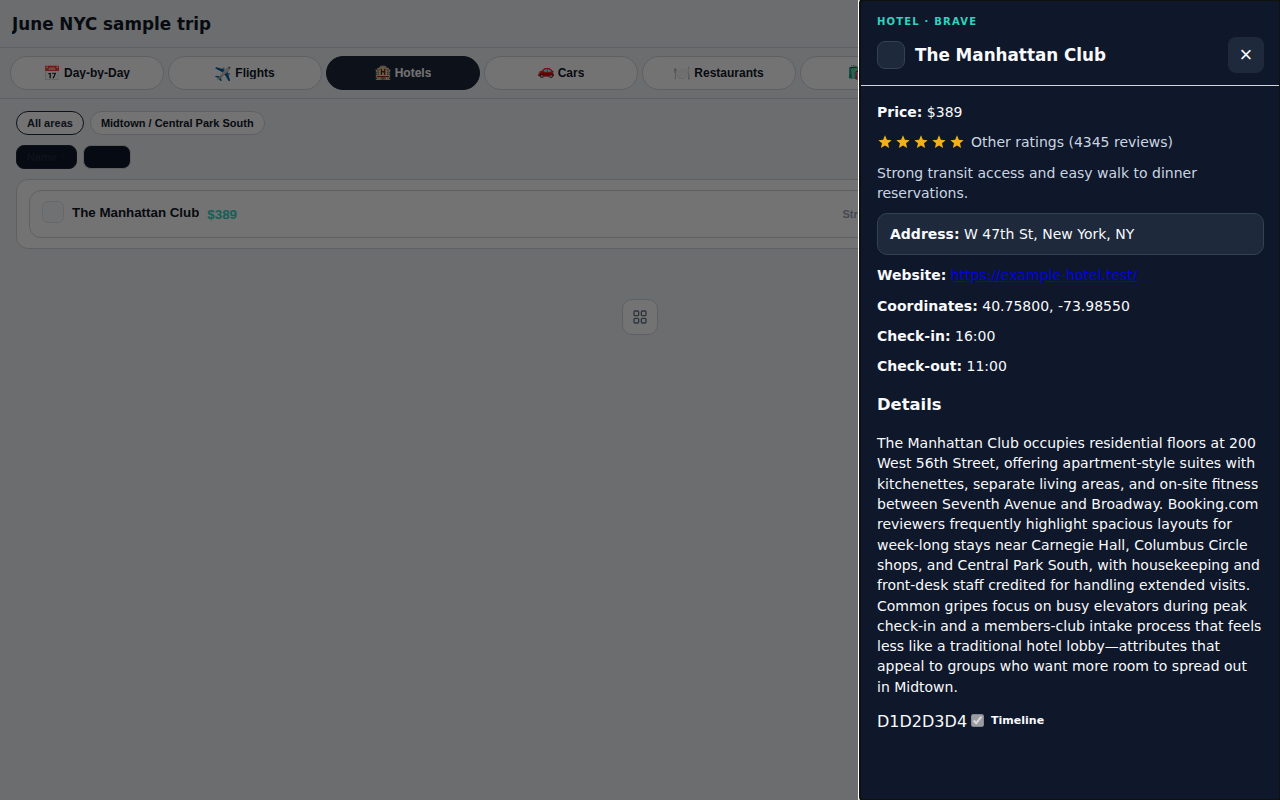 June NYC sample trip
📅 Day-by-Day
✈️ Flights
🏨 Hotels
🚗 Cars
🍽️ Restaurants
All areas
Midtown / Central Park South
Name
The Manhattan Club $389
Str
HOTEL · BRAVE
The Manhattan Club
✕
Price: $389
★★★★★ Other ratings (4345 reviews)
Strong transit access and easy walk to dinner
reservations.
Address: W 47th St, New York, NY
Website: https://example-hotel.test/
Coordinates: 40.75800, -73.98550
Check-in: 16:00
Check-out: 11:00
Details
The Manhattan Club occupies residential floors at 200
West 56th Street, offering apartment-style suites with
kitchenettes, separate living areas, and on-site fitness
between Seventh Avenue and Broadway. Booking.com
reviewers frequently highlight spacious layouts for
week-long stays near Carnegie Hall, Columbus Circle
shops, and Central Park South, with housekeeping and
front-desk staff credited for handling extended visits.
Common gripes focus on busy elevators during peak
check-in and a members-club intake process that feels
less like a traditional hotel lobby—attributes that
appeal to groups who want more room to spread out
in Midtown.
D1D2D3D4 Timeline